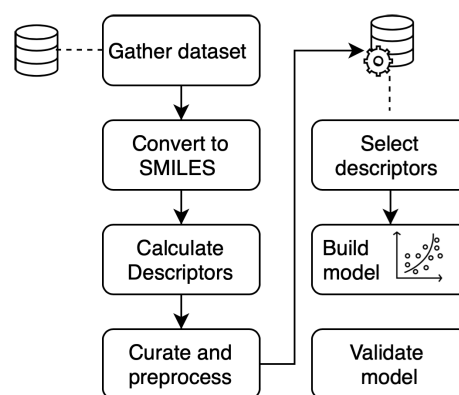 Gather dataset
Convert to
SMILES
Calculate
Descriptors
Curate and
preprocess
Select
descriptors
Build
model
Validate
model